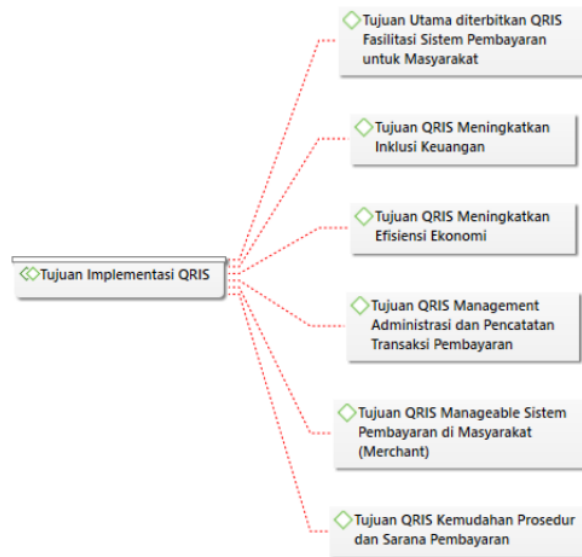 Tujuan Utama diterbitkan QRIS
Fasilitasi Sistem Pembayaran
untuk Masyarakat
Tujuan QRIS Meningkatkan
Inklusi Keuangan
Tujuan QRIS Meningkatkan
Efisiensi Ekonomi
Tujuan Implementasi QRIS
Tujuan QRIS Management
Administrasi dan Pencatatan
Transaksi Pembayaran
Tujuan QRIS Manageable Sistem
Pembayaran di Masyarakat
(Merchant)
Tujuan QRIS Kemudahan Prosedur
dan Sarana Pembayaran